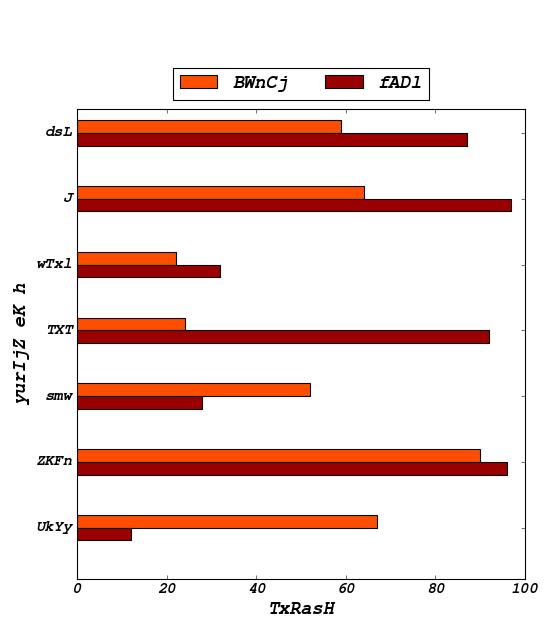 BWnCj fADl
dsL
J
wTxl
TXT
smw
ZKFn
UkYy
yurIjZ eK h
0 20 40 60 80 100
TxRasH